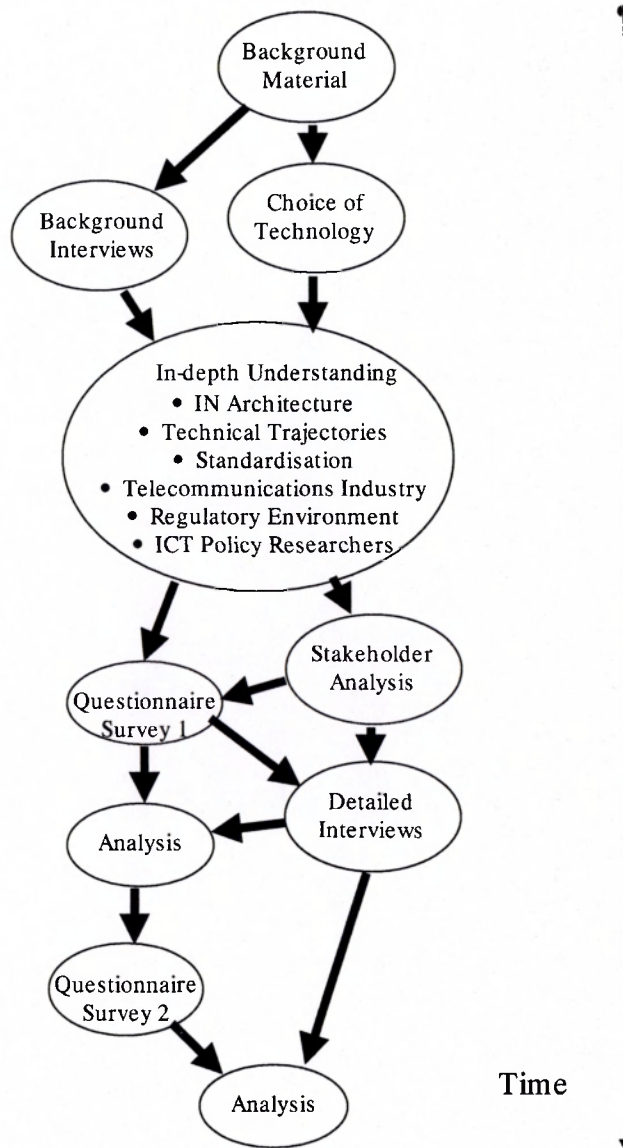 Background
Material
Choice of
Technology
Background
Interviews
In-depth Understanding
• IN Architecture
• Technical Trajectories
• Standardisation
• Telecommunications Industry
• Regulatory Environment
• ICT Policy Researchers
Stakeholder
Analysis
Questionnaire
Survey 1
Detailed
Interviews
Analysis
Questionnaire
Survey 2
Analysis
Time